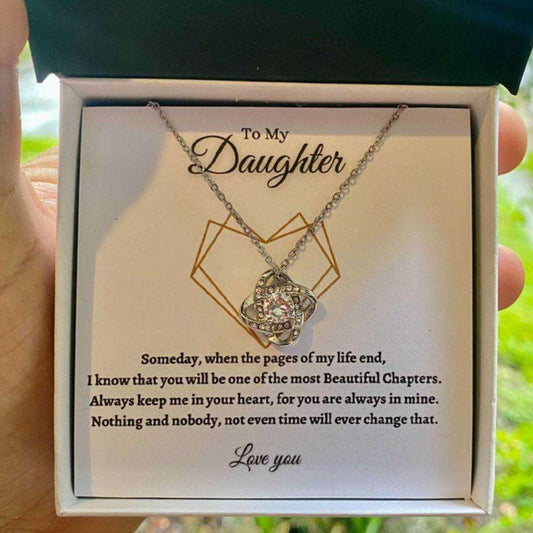 To My
Daughter
Someday, when the pages of my life end,
I know that you will be one of the most Beautiful Chapters.
Always keep me in your heart, for you are always in mine.
Nothing and nobody, not even time will ever change that.
Love you